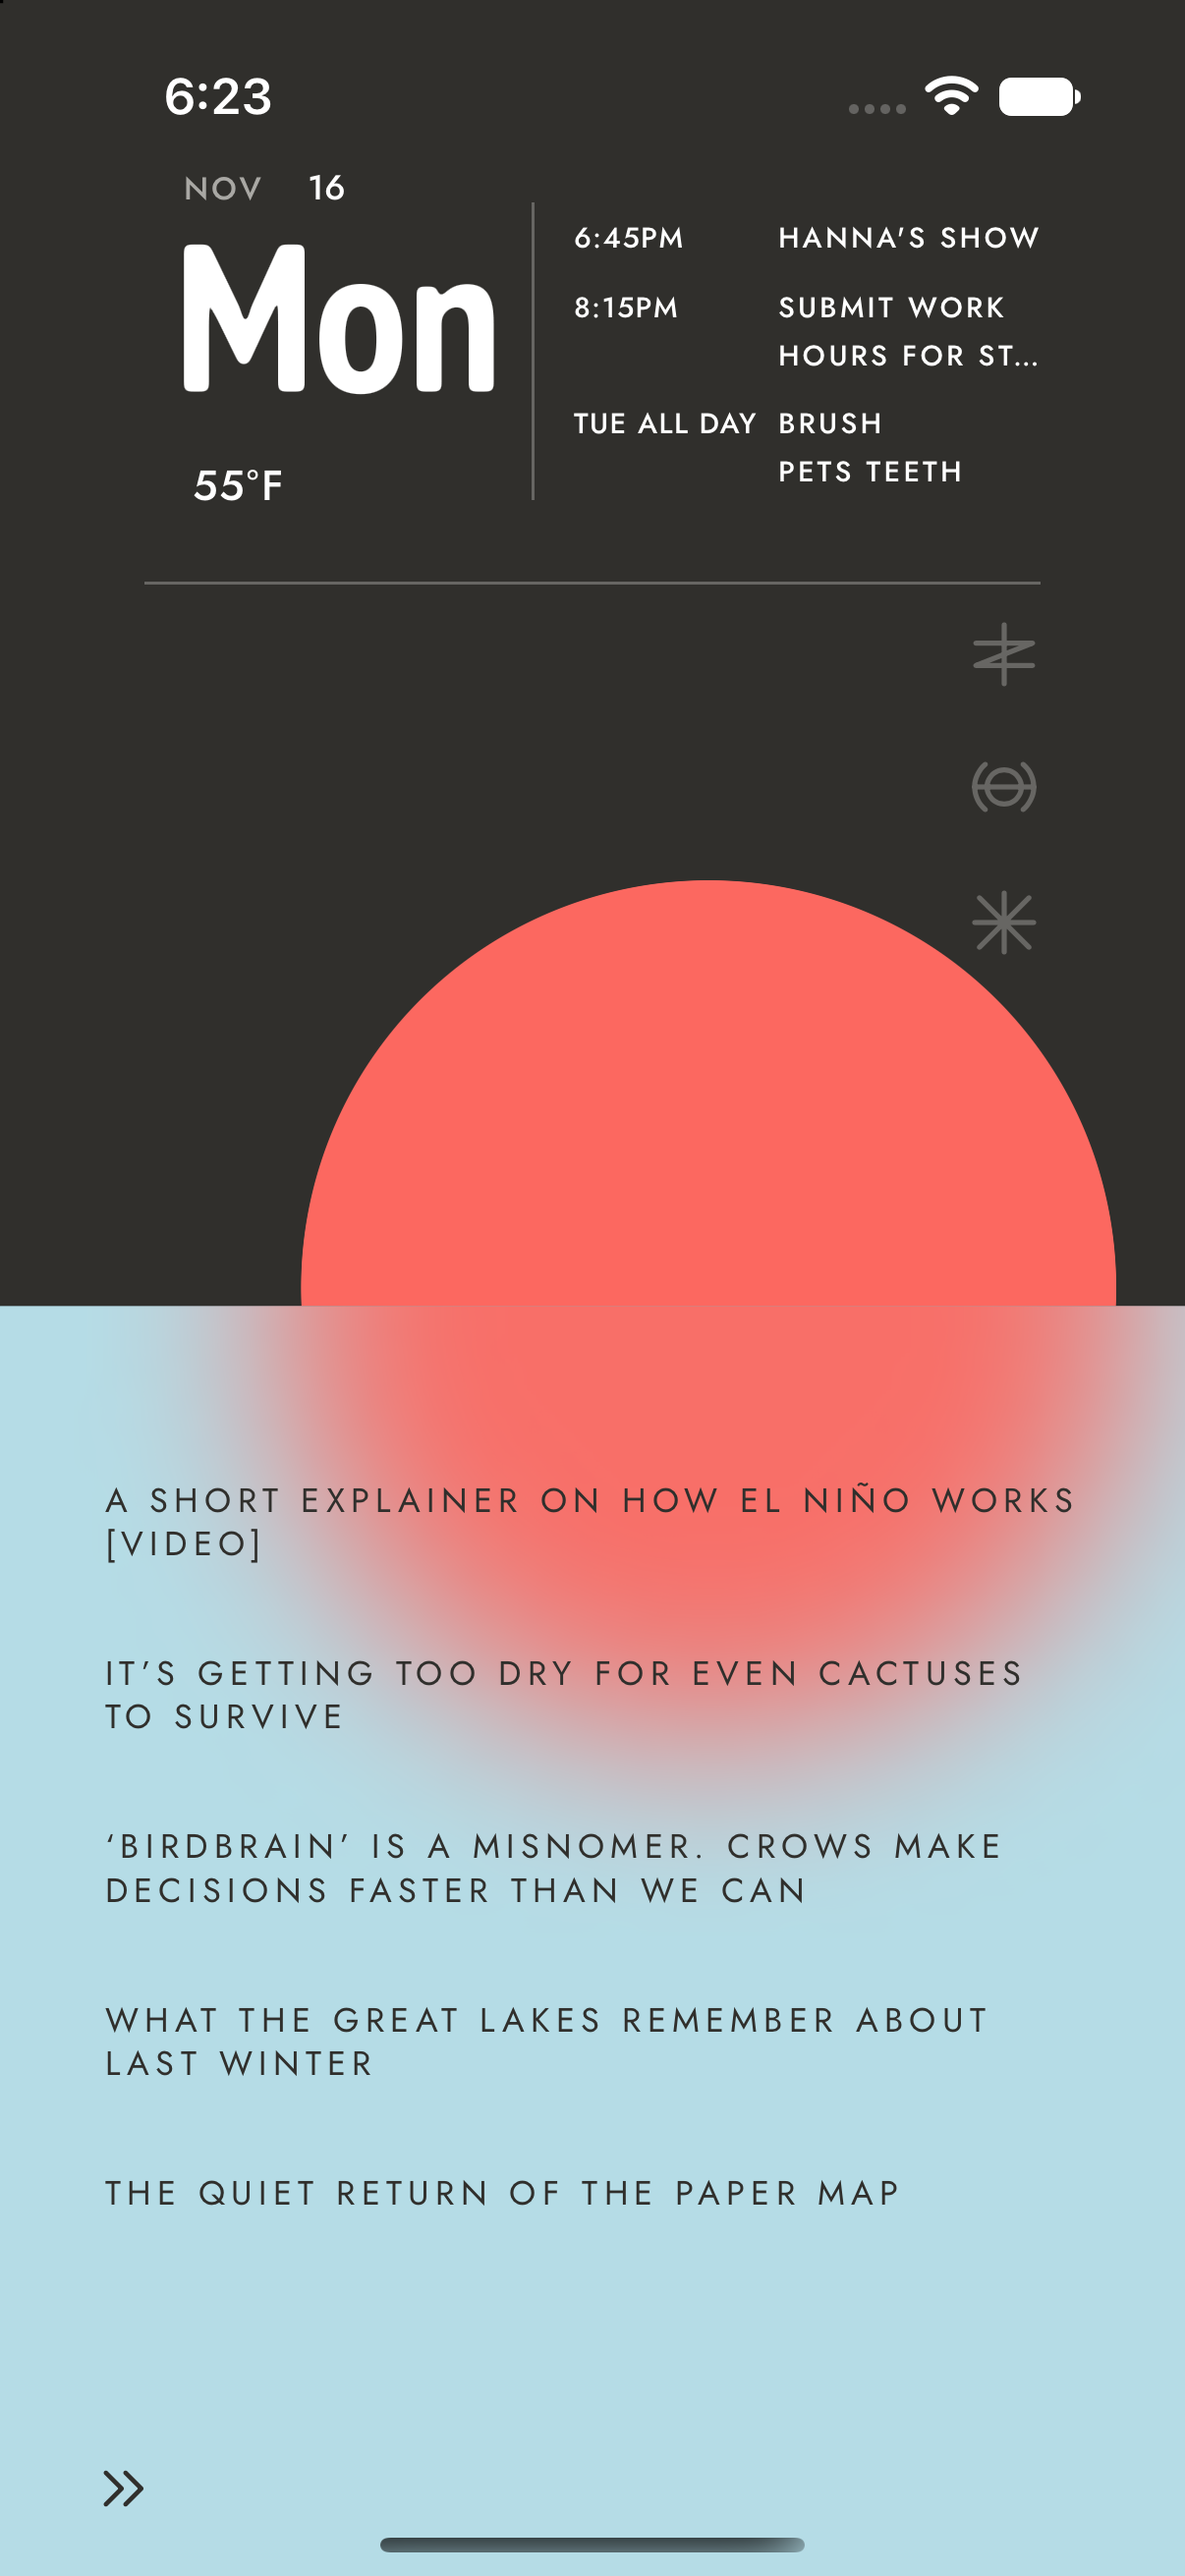 6:23
NOV 16
Mon
55°F
6:45PM HANNA'S SHOW
8:15PM SUBMIT WORK
HOURS FOR ST...
TUE ALL DAY BRUSH
PETS TEETH
A SHORT EXPLAINER ON HOW EL NIÑO WORKS
[VIDEO]
IT’S GETTING TOO DRY FOR EVEN CACTUSES
TO SURVIVE
‘BIRDBRAIN’ IS A MISNOMER. CROWS MAKE
DECISIONS FASTER THAN WE CAN
WHAT THE GREAT LAKES REMEMBER ABOUT
LAST WINTER
THE QUIET RETURN OF THE PAPER MAP